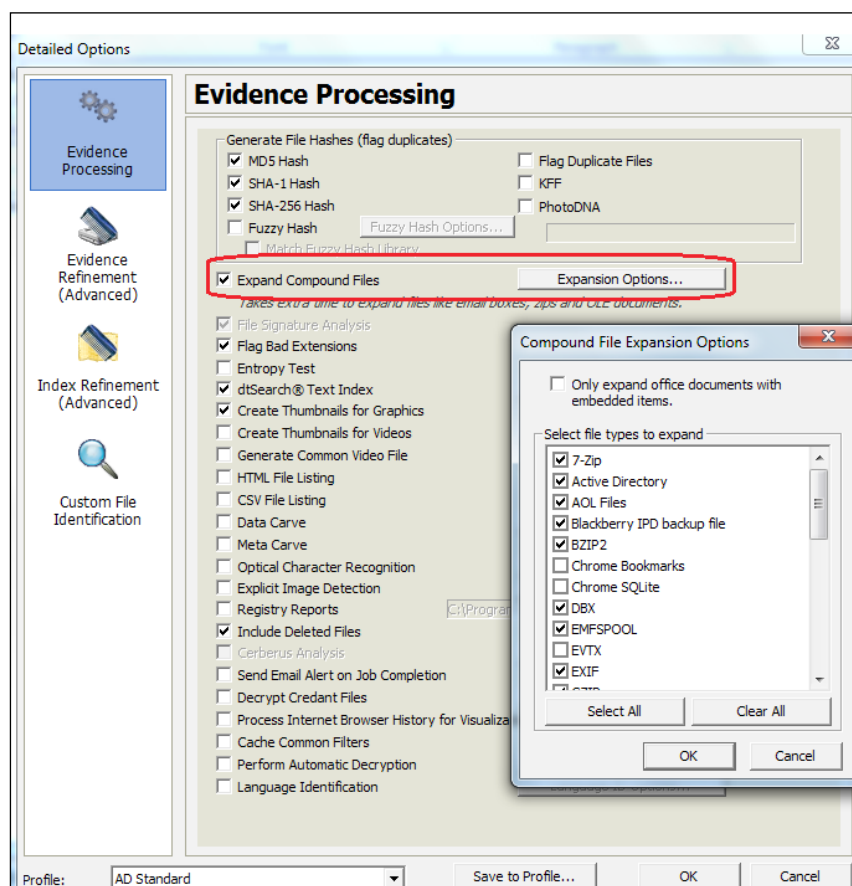 Detailed Options
Evidence Processing
Evidence
Processing
Evidence
Refinement
(Advanced)
Index Refinement
(Advanced)
Custom File
Identification
Generate File Hashes (flag duplicates)
MD5 Hash
Flag Duplicate Files
SHA-1 Hash
KFF
SHA-256 Hash
PhotoDNA
Fuzzy Hash
Fuzzy Hash Options...
Match Fuzzy Hash Library
Expand Compound Files
Expansion Options...
Takes extra time to expand files like email boxes, zips and OLE documents.
File Signature Analysis
Flag Bad Extensions
Entropy Test
dtSearch® Text Index
Create Thumbnails for Graphics
Create Thumbnails for Videos
Generate Common Video File
HTML File Listing
CSV File Listing
Data Carve
Meta Carve
Optical Character Recognition
Explicit Image Detection
Registry Reports
C:\Progran
Include Deleted Files
Cerberus Analysis
Send Email Alert on Job Completion
Decrypt Credant Files
Process Internet Browser History for Visualiza
Cache Common Filters
Perform Automatic Decryption
Language Identification
Compound File Expansion Options
Only expand office documents with
embedded items.
Select file types to expand
7-Zip
Active Directory
AOL Files
Blackberry IPD backup file
BZIP2
Chrome Bookmarks
Chrome SQLite
DBX
EMFSPOOL
EVTX
EXIF
Select All
Clear All
OK
Cancel
Profile:
AD Standard
Save to Profile...
OK
Cancel